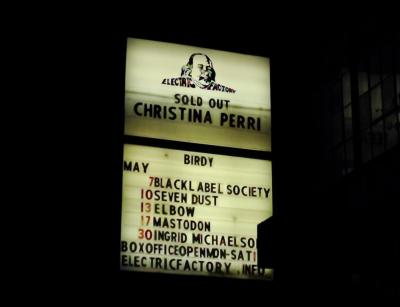 ELECTRIC FACTORY
SOLD OUT
CHRISTINA PERRI
BIRDY
MAY
7 BLACK LABEL SOCIETY
10 SEVEN DUST
13 ELBOW
17 MASTODON
30 INGRID MICHAELSO
BOX OFFICE OPEN MON-SAT 1
ELECTRICFACTORY.INFO